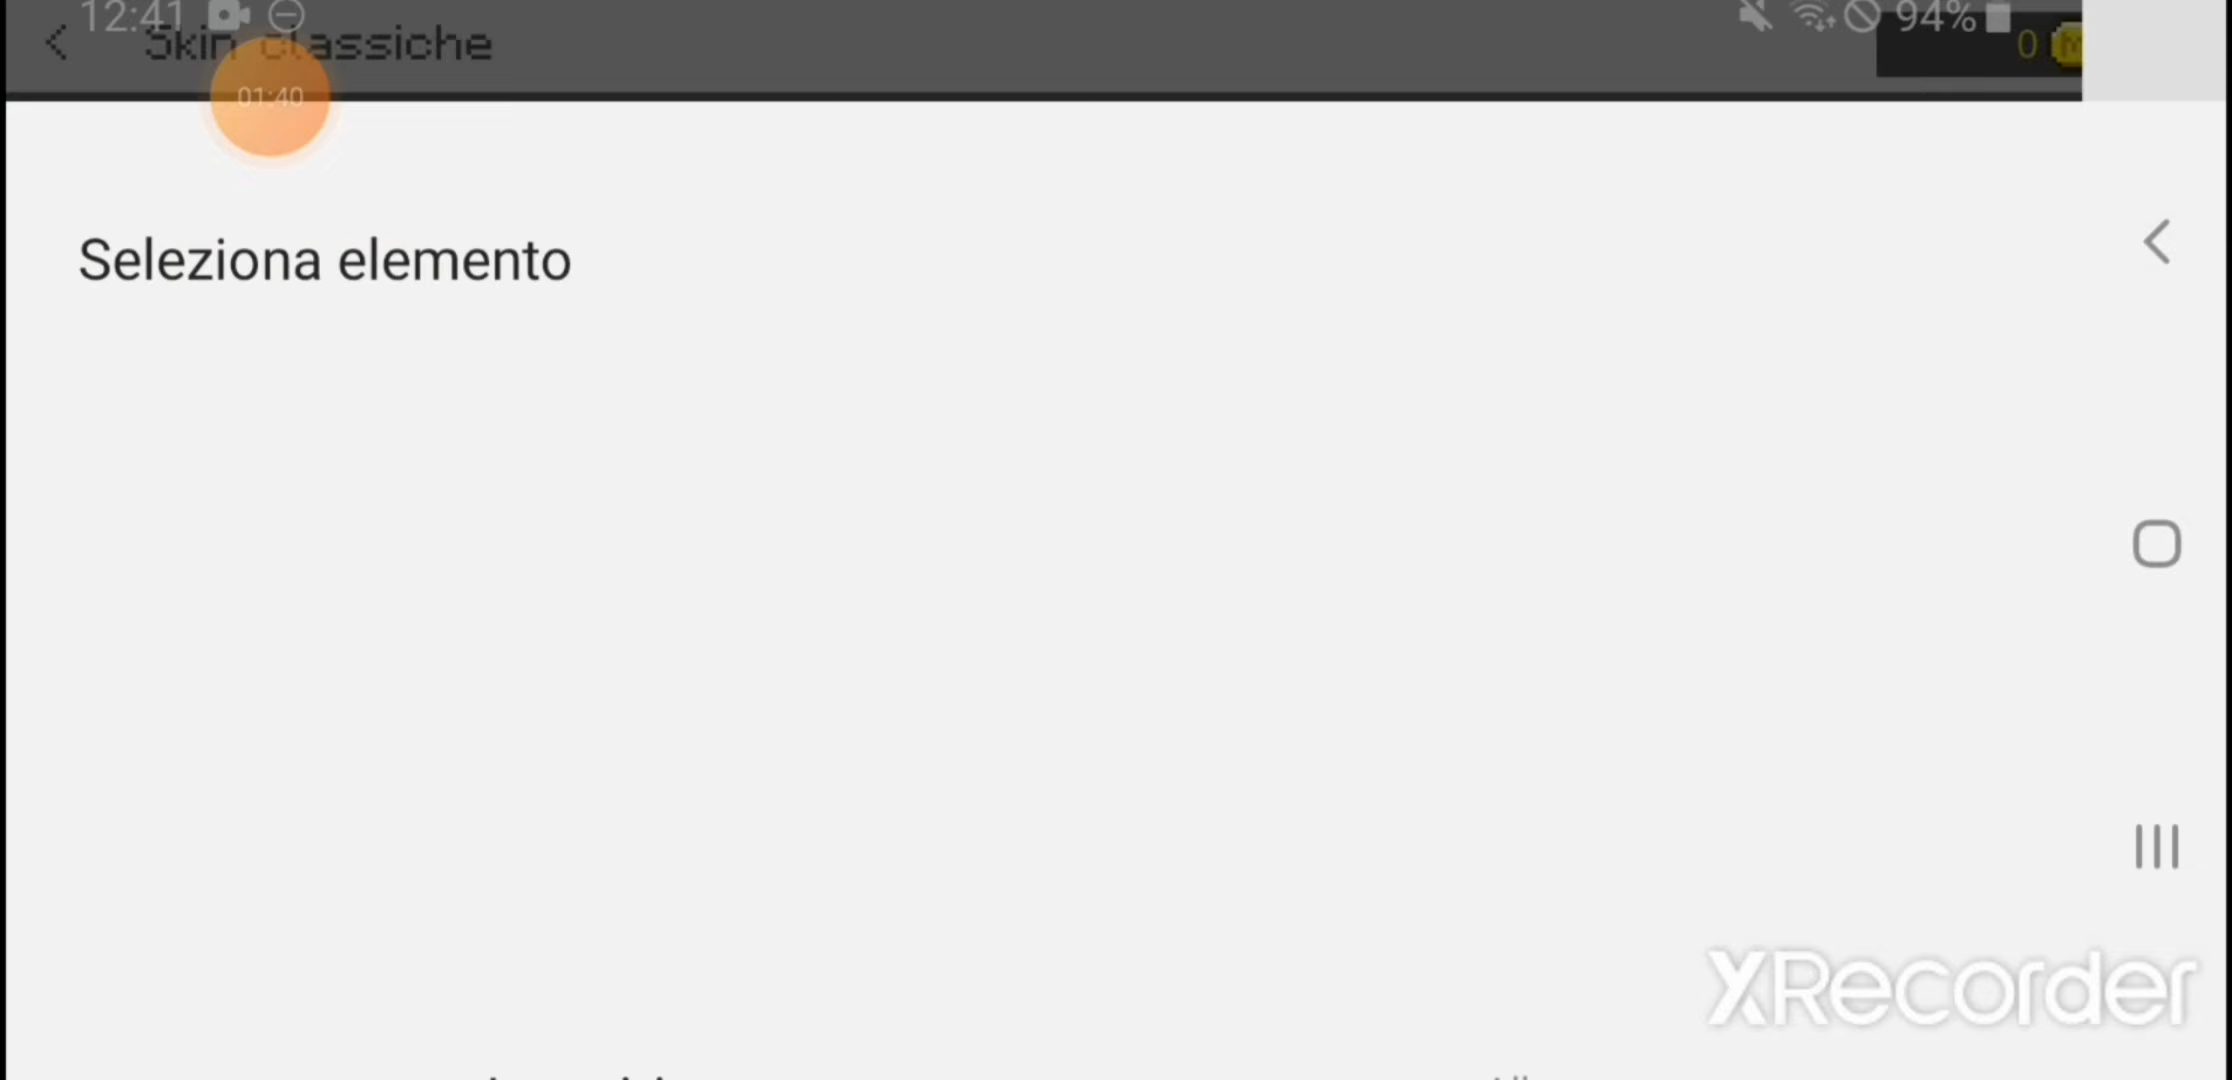 12:41
94%
Skin classiche
0
01:40
Seleziona elemento
XRecorder